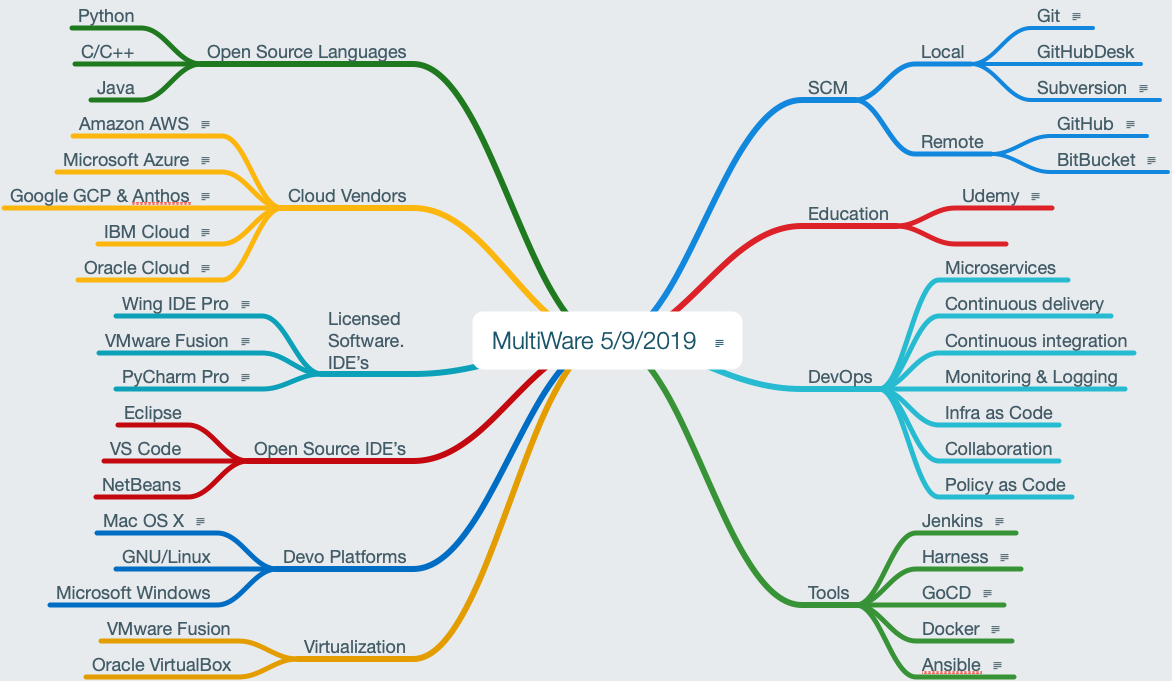 Python
C/C++
Java
Open Source Languages
Amazon AWS
Microsoft Azure
Google GCP & Anthos
IBM Cloud
Oracle Cloud
Cloud Vendors
Wing IDE Pro
VMware Fusion
PyCharm Pro
Licensed
Software.
IDE’s
Eclipse
VS Code
NetBeans
Open Source IDE’s
Mac OS X
GNU/Linux
Microsoft Windows
Devo Platforms
VMware Fusion
Oracle VirtualBox
Virtualization
MultiWare 5/9/2019
SCM
Local
Git
GitHubDesk
Subversion
Remote
GitHub
BitBucket
Education
Udemy
DevOps
Microservices
Continuous delivery
Continuous integration
Monitoring & Logging
Infra as Code
Collaboration
Policy as Code
Tools
Jenkins
Harness
GoCD
Docker
Ansible